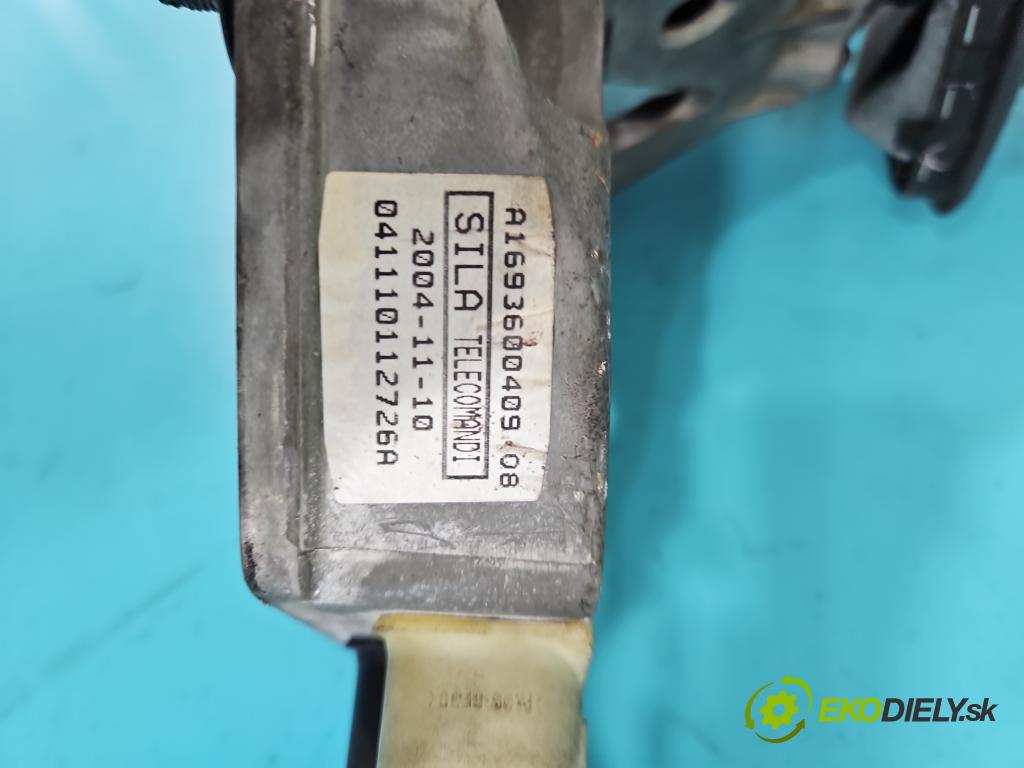 A1693600409.08
SILA TELECOMANDI
2004-11-10
041110112726A
EKODIELY.sk